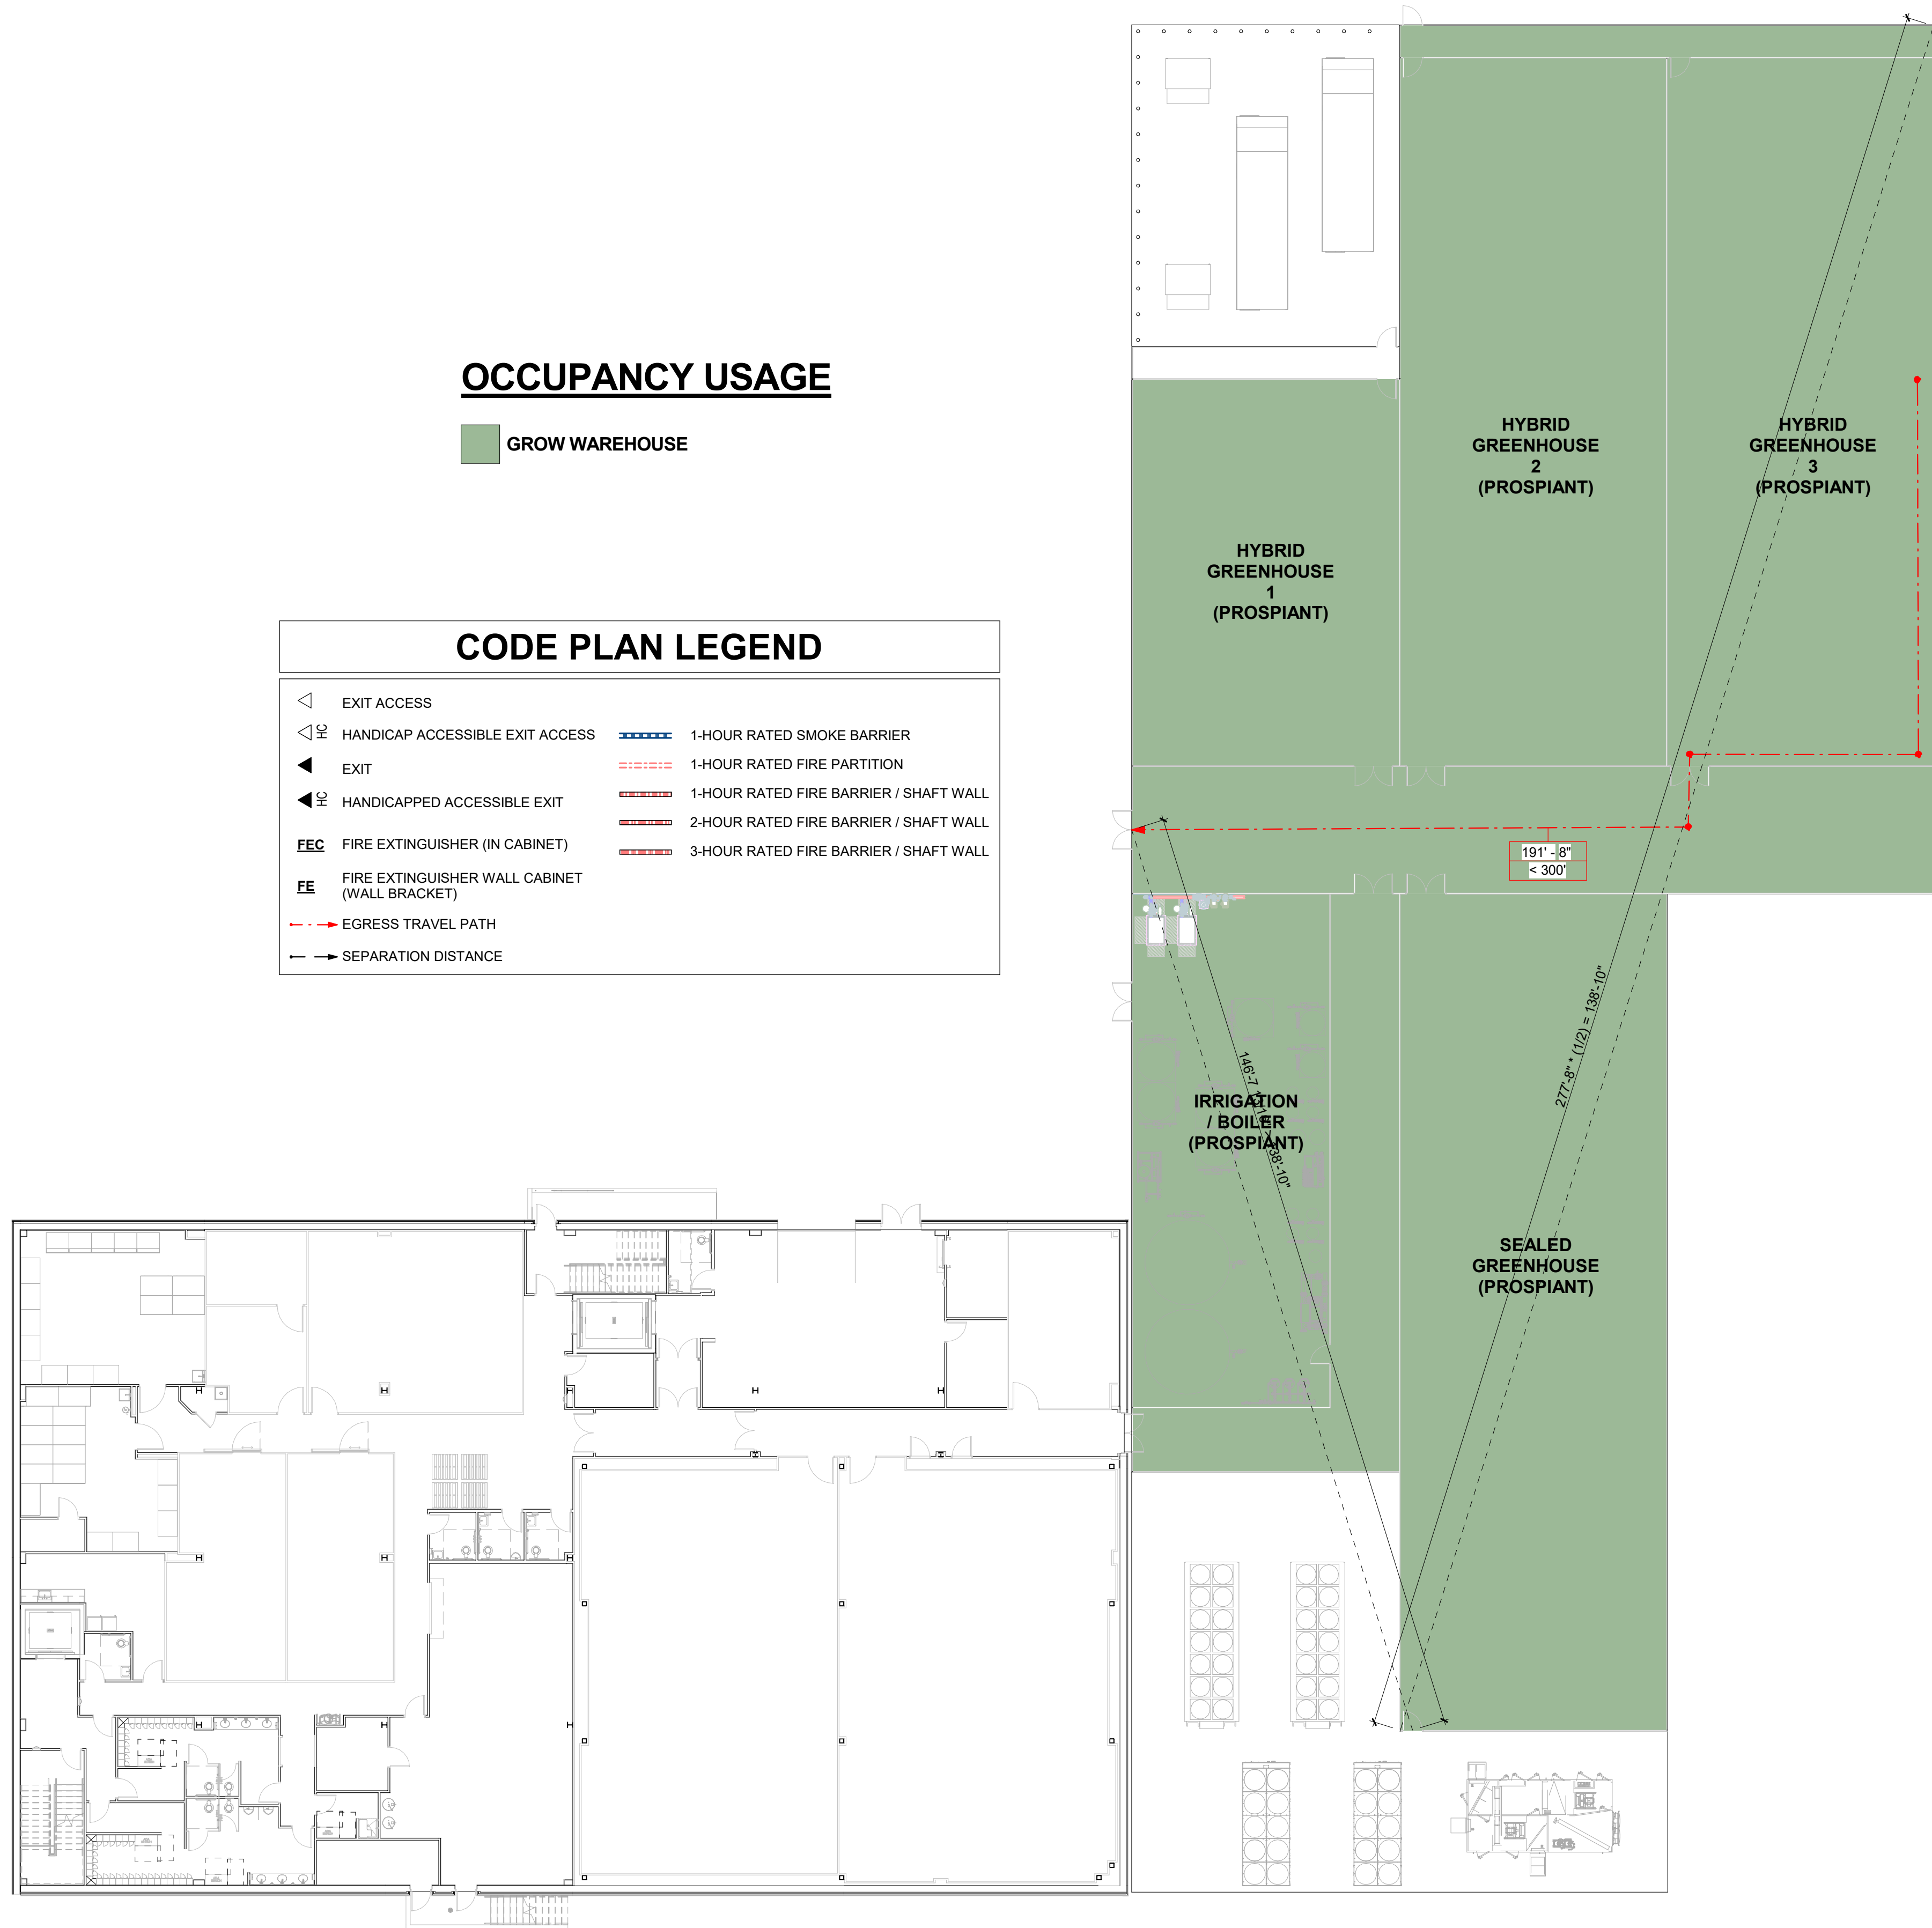 OCCUPANCY USAGE
GROW WAREHOUSE
CODE PLAN LEGEND
EXIT ACCESS
HC
HANDICAP ACCESSIBLE EXIT ACCESS
EXIT
HC
HANDICAPPED ACCESSIBLE EXIT
FEC
FIRE EXTINGUISHER (IN CABINET)
FE
FIRE EXTINGUISHER WALL CABINET
(WALL BRACKET)
EGRESS TRAVEL PATH
SEPARATION DISTANCE
1-HOUR RATED SMOKE BARRIER
1-HOUR RATED FIRE PARTITION
1-HOUR RATED FIRE BARRIER / SHAFT WALL
2-HOUR RATED FIRE BARRIER / SHAFT WALL
3-HOUR RATED FIRE BARRIER / SHAFT WALL
HYBRID
GREENHOUSE
1
(PROSPIANT)
HYBRID
GREENHOUSE
2
(PROSPIANT)
HYBRID
GREENHOUSE
3
(PROSPIANT)
191' - 8"
< 300'
277'-8" * (1/2) = 138'-10"
IRRIGATION
/ BOILER
(PROSPIANT)
SEALED
GREENHOUSE
(PROSPIANT)